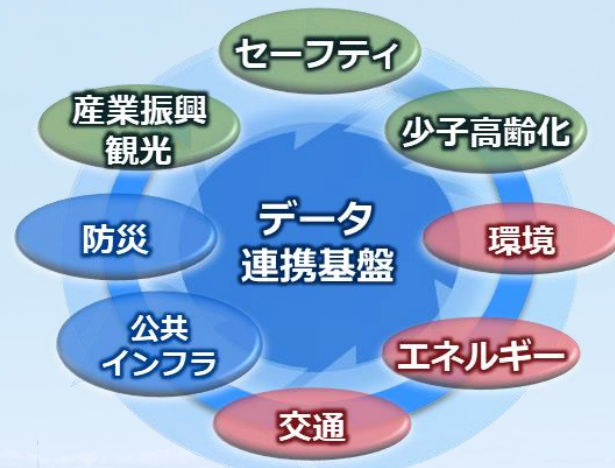 セーフティ
産業振興
観光
少子高齢化
防災
データ
連携基盤
環境
公共
インフラ
エネルギー
交通